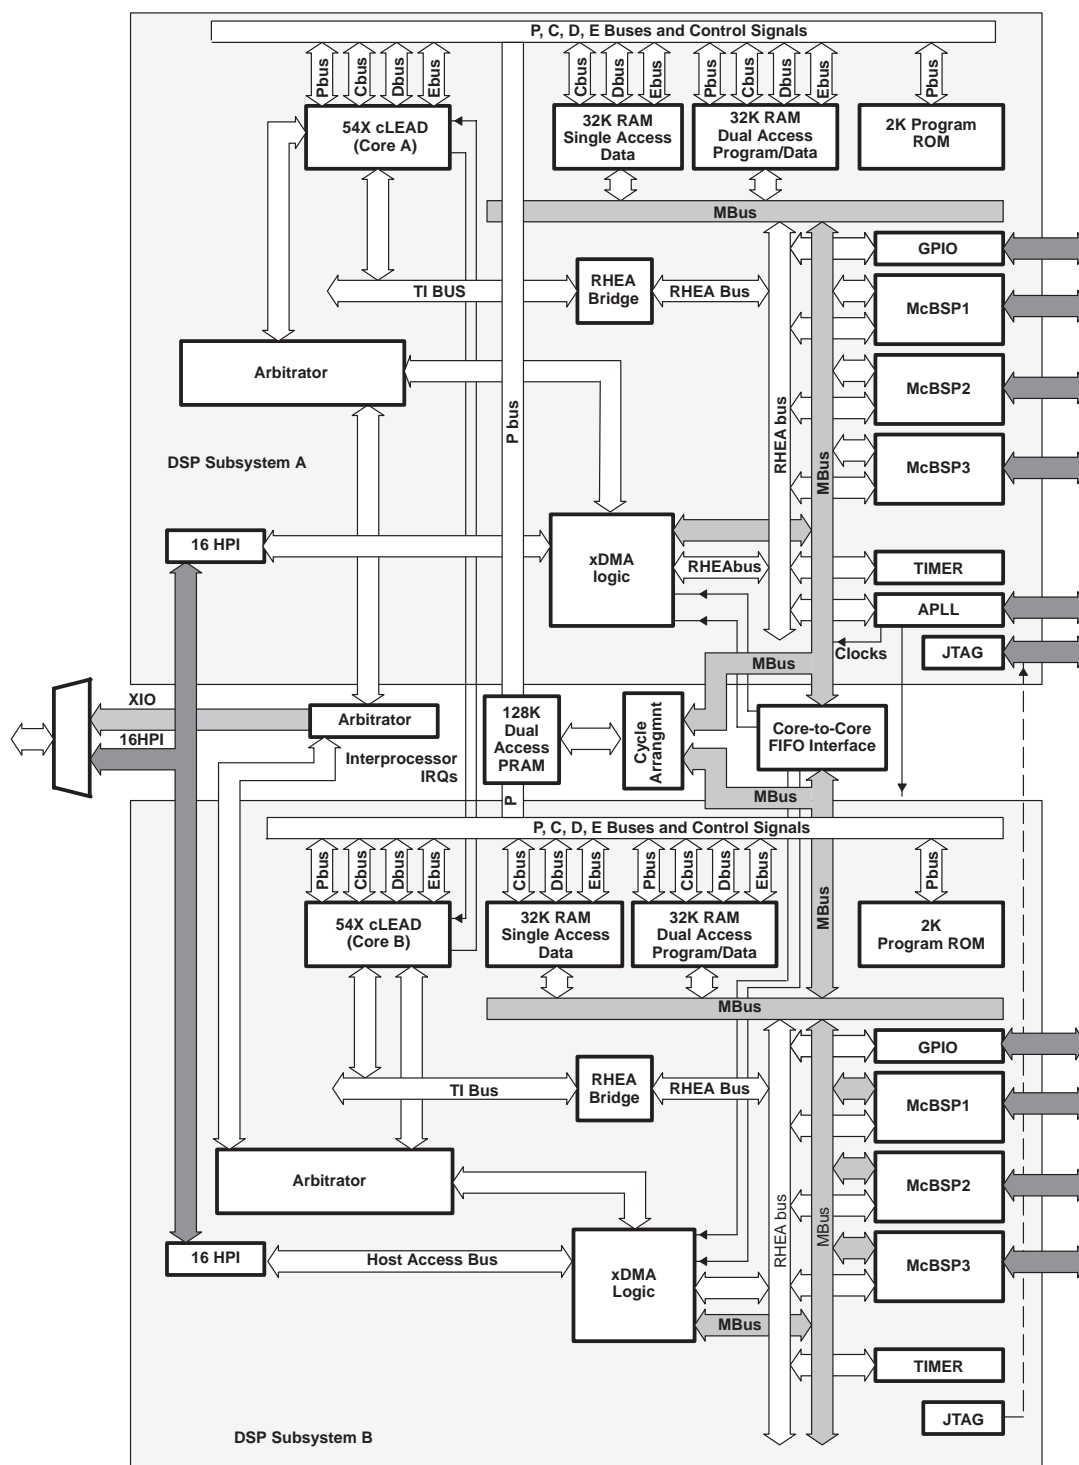 P, C, D, E Buses and Control Signals
Pbus
Cbus
Dbus
Ebus
Cbus
Dbus
Ebus
Pbus
Cbus
Dbus
Ebus
Pbus
54X cLEAD
(Core A)
32K RAM
Single Access
Data
32K RAM
Dual Access
Program/Data
2K Program
ROM
MBus
GPIO
TI BUS
RHEA
Bridge
RHEA Bus
McBSP1
Arbitrator
McBSP2
P bus
RHEA bus
MBus
McBSP3
DSP Subsystem A
16 HPI
xDMA
logic
RHEAbus
TIMER
APLL
Clocks
JTAG
MBus
XIO
16HPI
Arbitrator
Interprocessor
IRQs
128K
Dual
Access
PRAM
Cycle
Arrangmnt
Core-to-Core
FIFO Interface
MBus
P
P, C, D, E Buses and Control Signals
Pbus
Cbus
Dbus
Ebus
Cbus
Dbus
Ebus
Pbus
Cbus
Dbus
Ebus
MBus
Pbus
54X cLEAD
(Core B)
32K RAM
Single Access
Data
32K RAM
Dual Access
Program/Data
2K
Program ROM
MBus
GPIO
TI Bus
RHEA
Bridge
RHEA Bus
McBSP1
Arbitrator
McBSP2
RHEA bus
MBus
16 HPI
Host Access Bus
xDMA
Logic
McBSP3
MBus
TIMER
JTAG
DSP Subsystem B